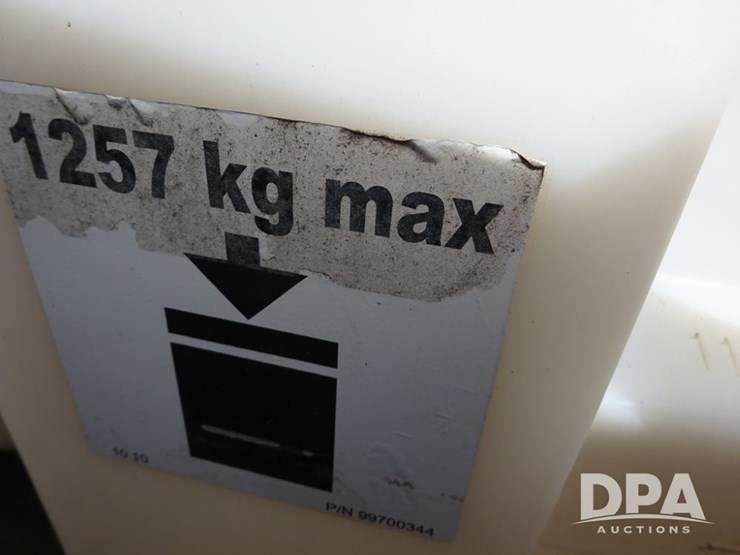 1257 kg max
10.10
P/N 99700344
DPA
AUCTIONS